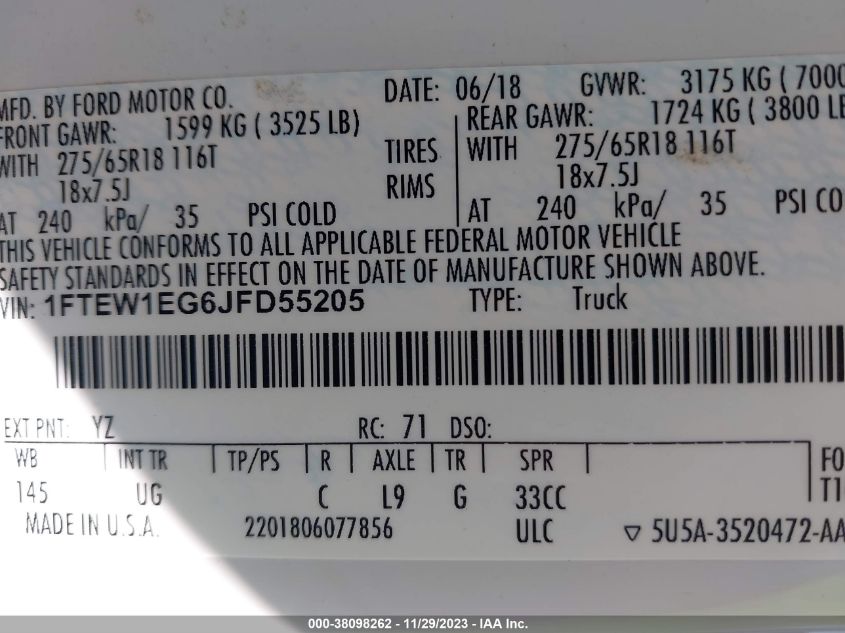 MFD. BY FORD MOTOR CO. DATE: 06/18 GVWR: 3175 KG ( 7000
FRONT GAWR: 1599 KG ( 3525 LB) REAR GAWR: 1724 KG ( 3800 LB
WITH 275/65R18 116T TIRES WITH 275/65R18 116T
18x7.5J RIMS 18x7.5J
AT 240 kPa/ 35 PSI COLD AT 240 kPa/ 35 PSI CO
THIS VEHICLE CONFORMS TO ALL APPLICABLE FEDERAL MOTOR VEHICLE
SAFETY STANDARDS IN EFFECT ON THE DATE OF MANUFACTURE SHOWN ABOVE.
VIN: 1FTEW1EG6JFD55205 TYPE: Truck
EXT PNT: YZ RC: 71 DSO:
WB INT TR TP/PS R AXLE TR SPR FO
145 UG C L9 G 33CC T1
MADE IN U.S.A. 2201806077856 ULC ▽ 5U5A-3520472-AA
000-38098262 - 11/29/2023 - IAA Inc.